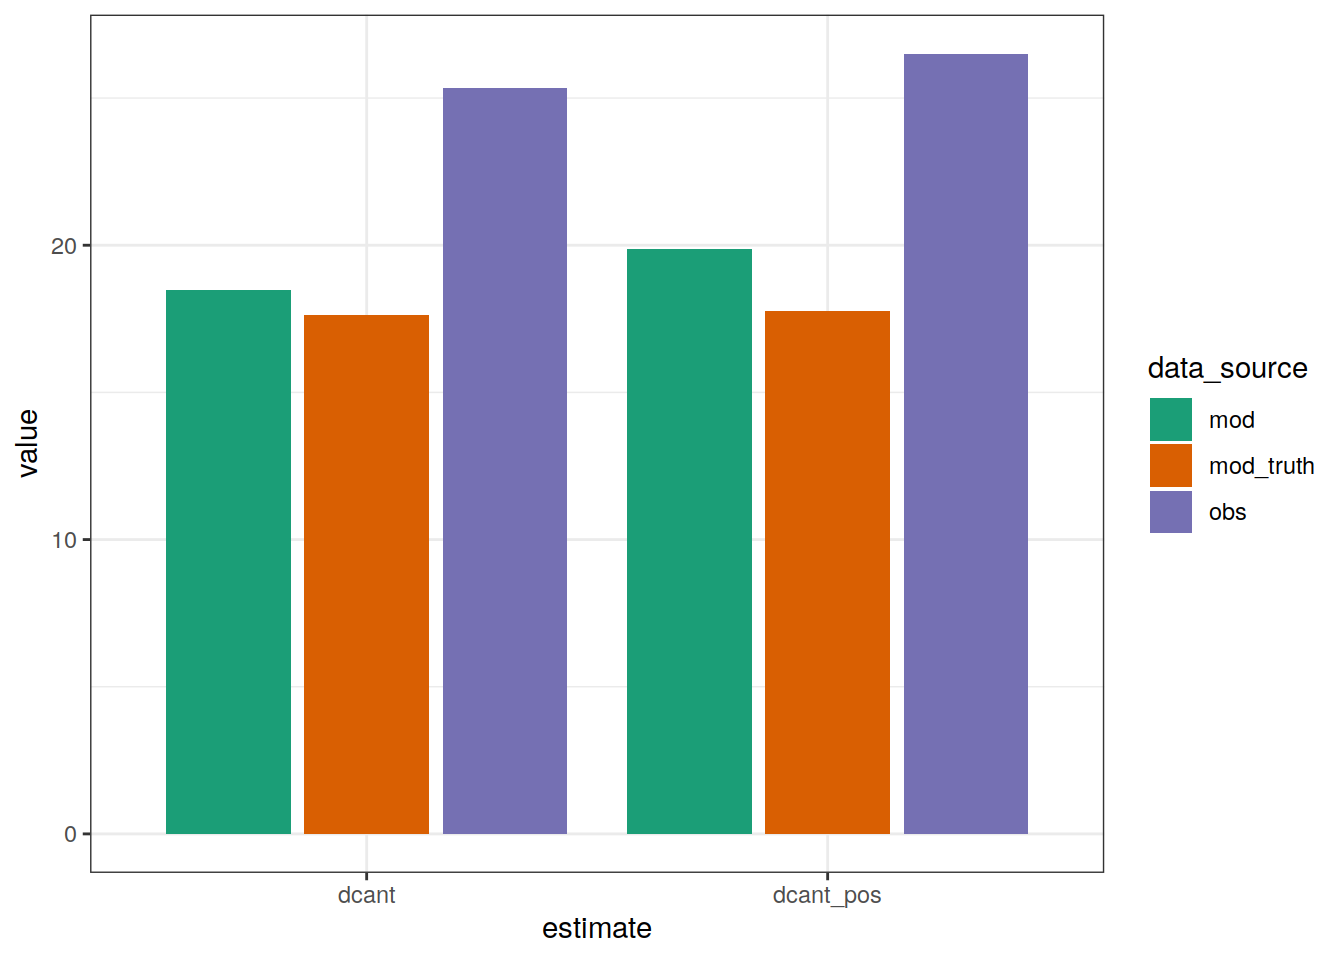 value
20
10
0
dcant
dcant_pos
estimate
data_source
mod
mod_truth
obs